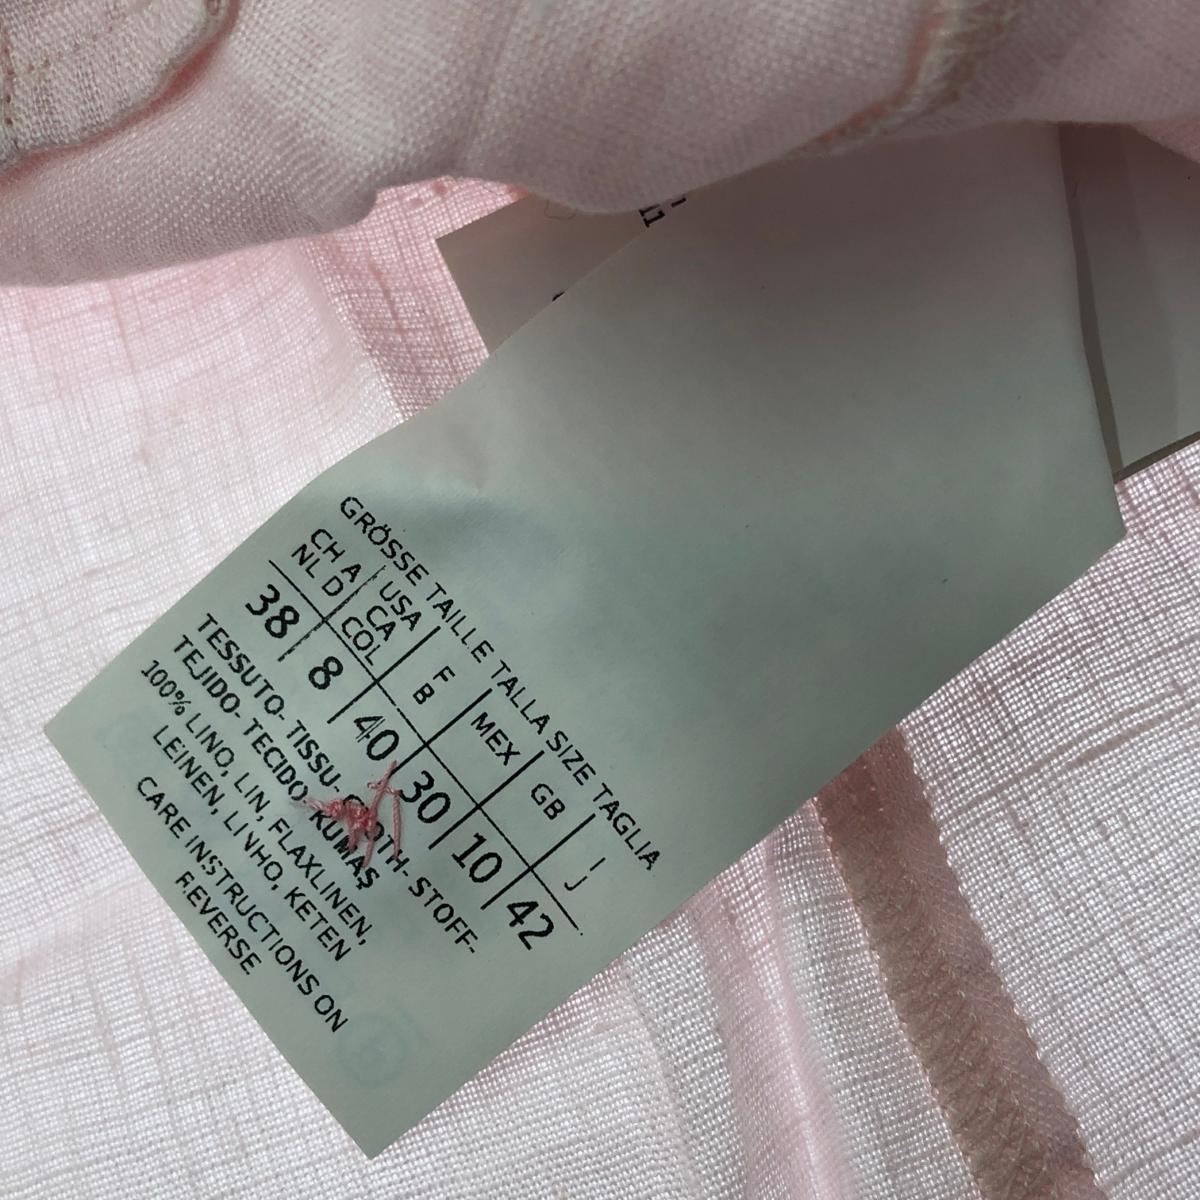 GRÖSSE TAILLE TALLA SIZE TAGLIA
CH A USA F MEX GB I
NL D CA B J
COL
38 8 40 30 10 42
TESSUTO- TISSU- CLOTH- STOFF-
TEJIDO- TECIDO- KUMAŞ
100% LINO, LIN, FLAXLINEN,
LEINEN, LINHO, KETEN
CARE INSTRUCTIONS ON
REVERSE